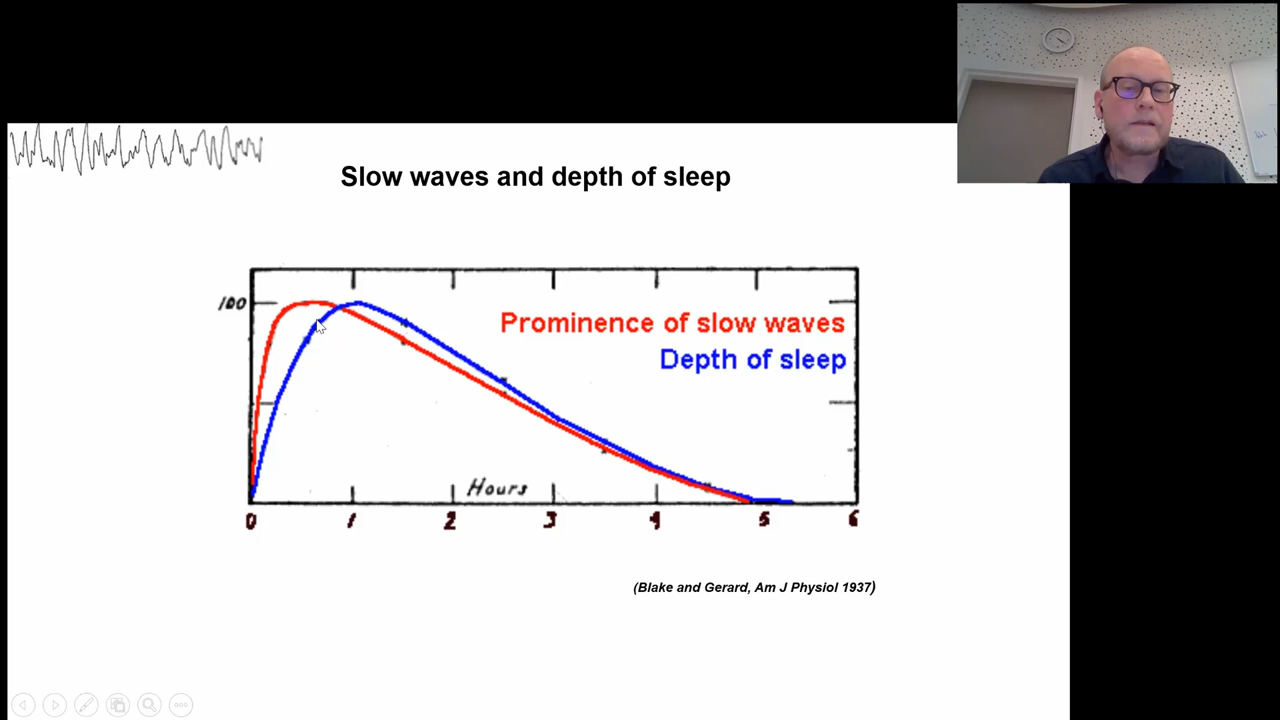 Slow waves and depth of sleep
100
Prominence of slow waves
Depth of sleep
Hours
0 1 2 3 4 5 6
(Blake and Gerard, Am J Physiol 1937)